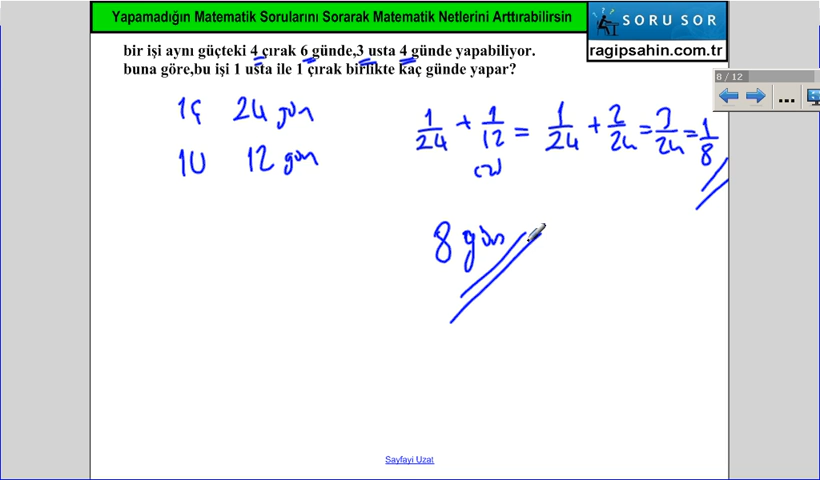 Yapamadığın Matematik Sorularını Sorarak Matematik Netlerini Arttırabilirsin
SORU SOR
ragipsahin.com
bir işi aynı güçteki 4 çırak 6 günde,3 usta 4 günde yapabiliyor.
buna göre,bu işi 1 usta ile 1 çırak birlikte kaç günde yapar?
8 / 12
1Ç 24 gün
1U 12 gün
1/24 + 1/12 = 1/24 + 2/24 = 3/24 = 1/8
(2)
8 gün
Sayfayi Uzat